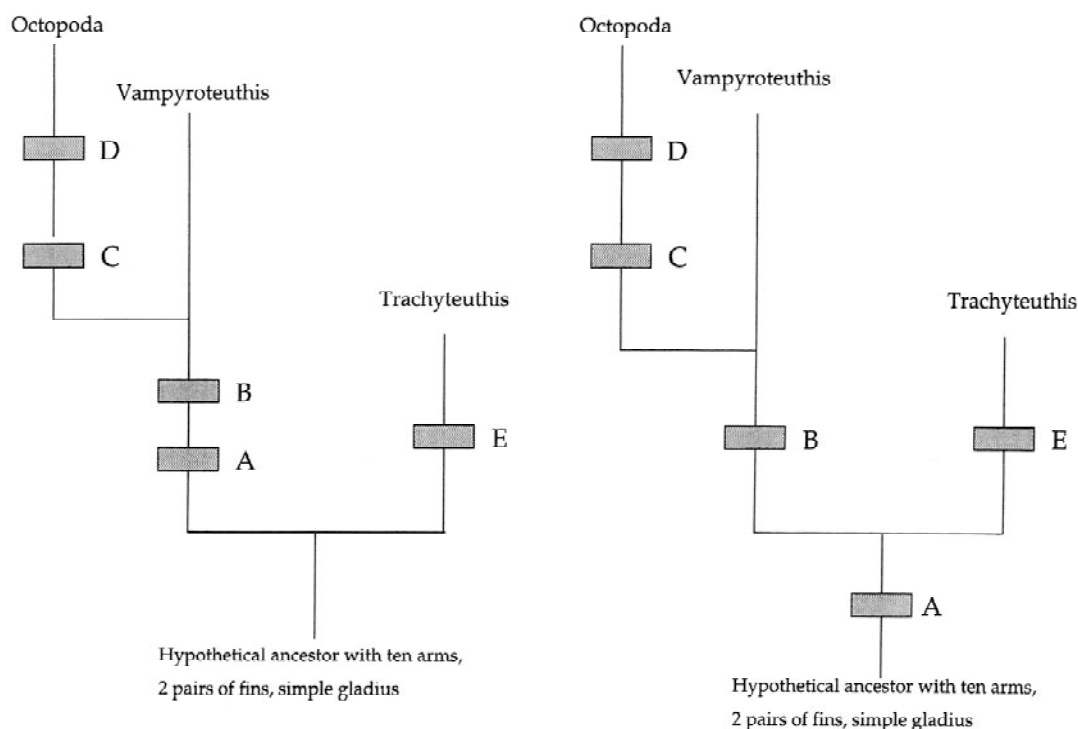 Octopoda
Vampyroteuthis
D
C
Trachyteuthis
B
A
E
Hypothetical ancestor with ten arms,
2 pairs of fins, simple gladius
Octopoda
Vampyroteuthis
D
C
Trachyteuthis
B
E
A
Hypothetical ancestor with ten arms,
2 pairs of fins, simple gladius